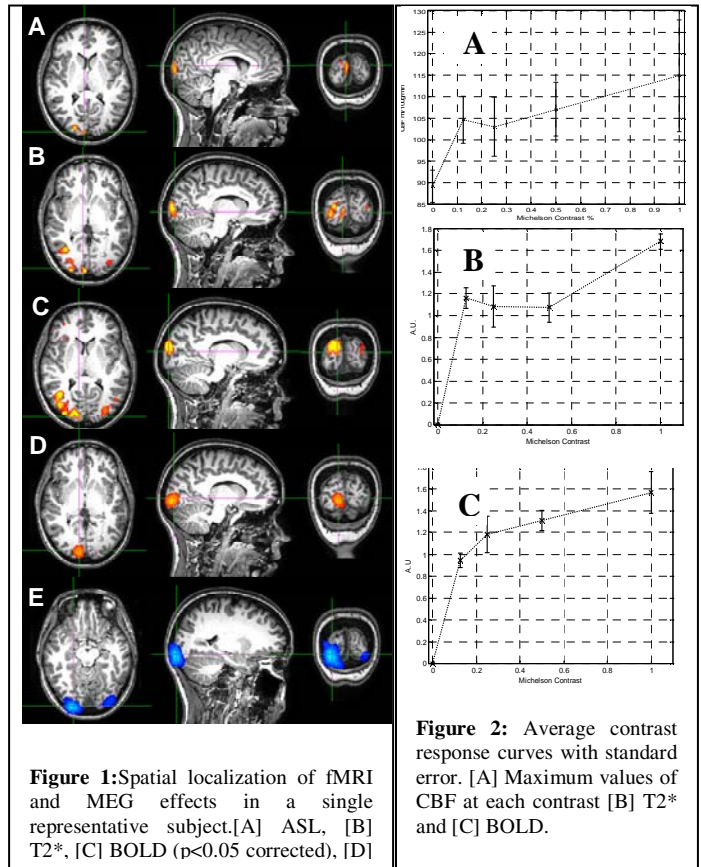 A
B
C
D
E
Figure 1:Spatial localization of fMRI
and MEG effects in a single
representative subject.[A] ASL, [B]
T2*, [C] BOLD (p<0.05 corrected), [D]
A
130
125
120
115
110
105
100
95
90
85
0 0.1 0.2 0.3 0.4 0.5 0.6 0.7 0.8 0.9 1
Michelson Contrast %
B
1.8
1.6
1.4
1.2
1
0.8
0.6
0.4
0.2
0
A.U.
0 0.2 0.4 0.6 0.8 1
Michelson Contrast
C
1.6
1.4
1.2
1
0.8
0.6
0.4
0.2
0
A.U
0 0.2 0.4 0.6 0.8 1
Michelson Contrast
Figure 2: Average contrast
response curves with standard
error. [A] Maximum values of
CBF at each contrast [B] T2*
and [C] BOLD.